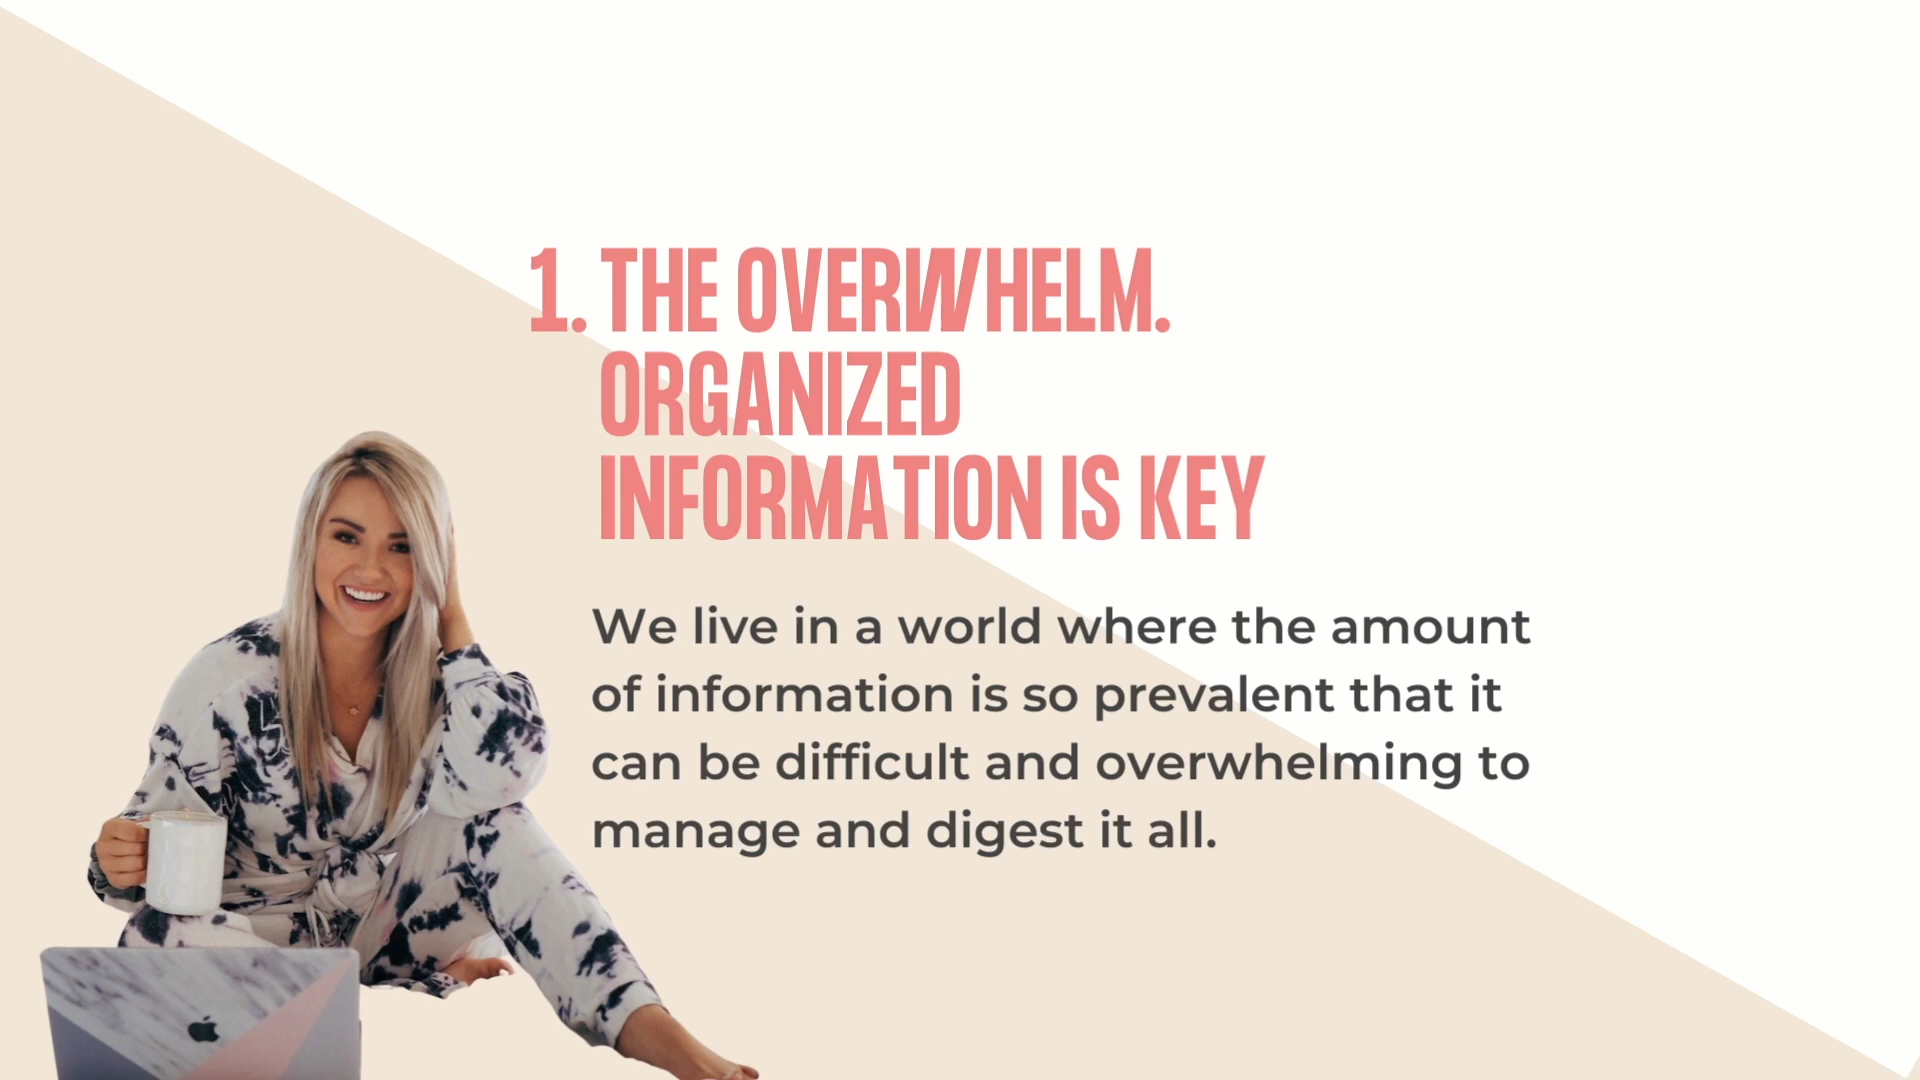 1. THE OVERWHELM.
ORGANIZED
INFORMATION IS KEY
We live in a world where the amount
of information is so prevalent that it
can be difficult and overwhelming to
manage and digest it all.